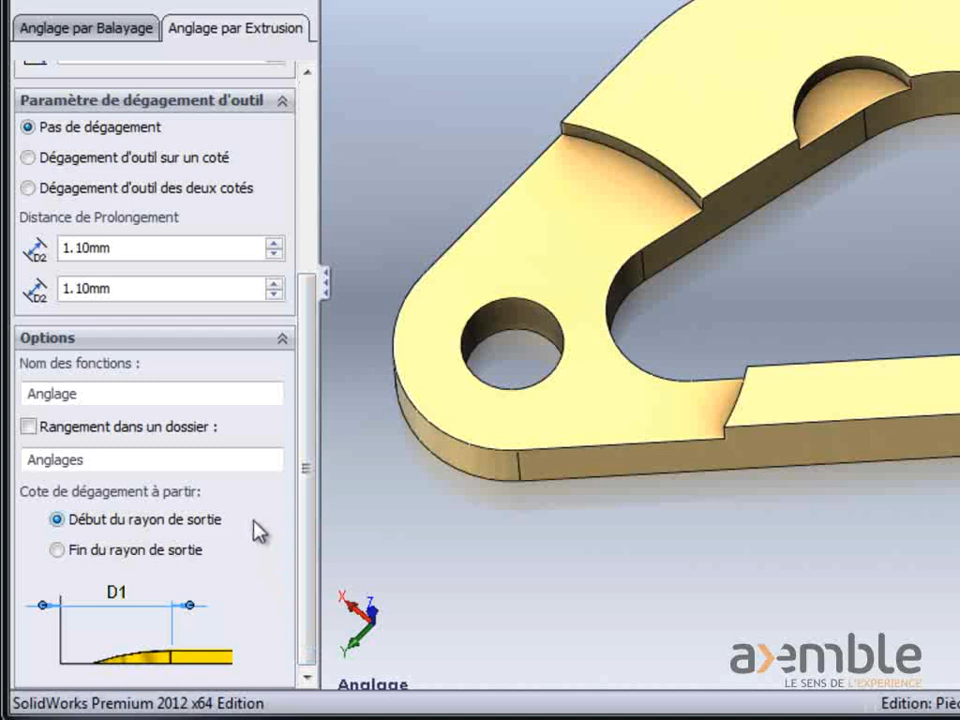 Anglage par Balayage
Anglage par Extrusion
Paramètre de dégagement d'outil
Pas de dégagement
Dégagement d'outil sur un coté
Dégagement d'outil des deux cotés
Distance de Prolongement
D2
1.10mm
D2
1.10mm
Options
Nom des fonctions :
Anglage
Rangement dans un dossier :
Anglages
Cote de dégagement à partir:
Début du rayon de sortie
Fin du rayon de sortie
D1
X
Z
Y
Anglage
axemble
LE SENS DE L'EXPERIENCE
SolidWorks Premium 2012 x64 Edition
Edition: Piè